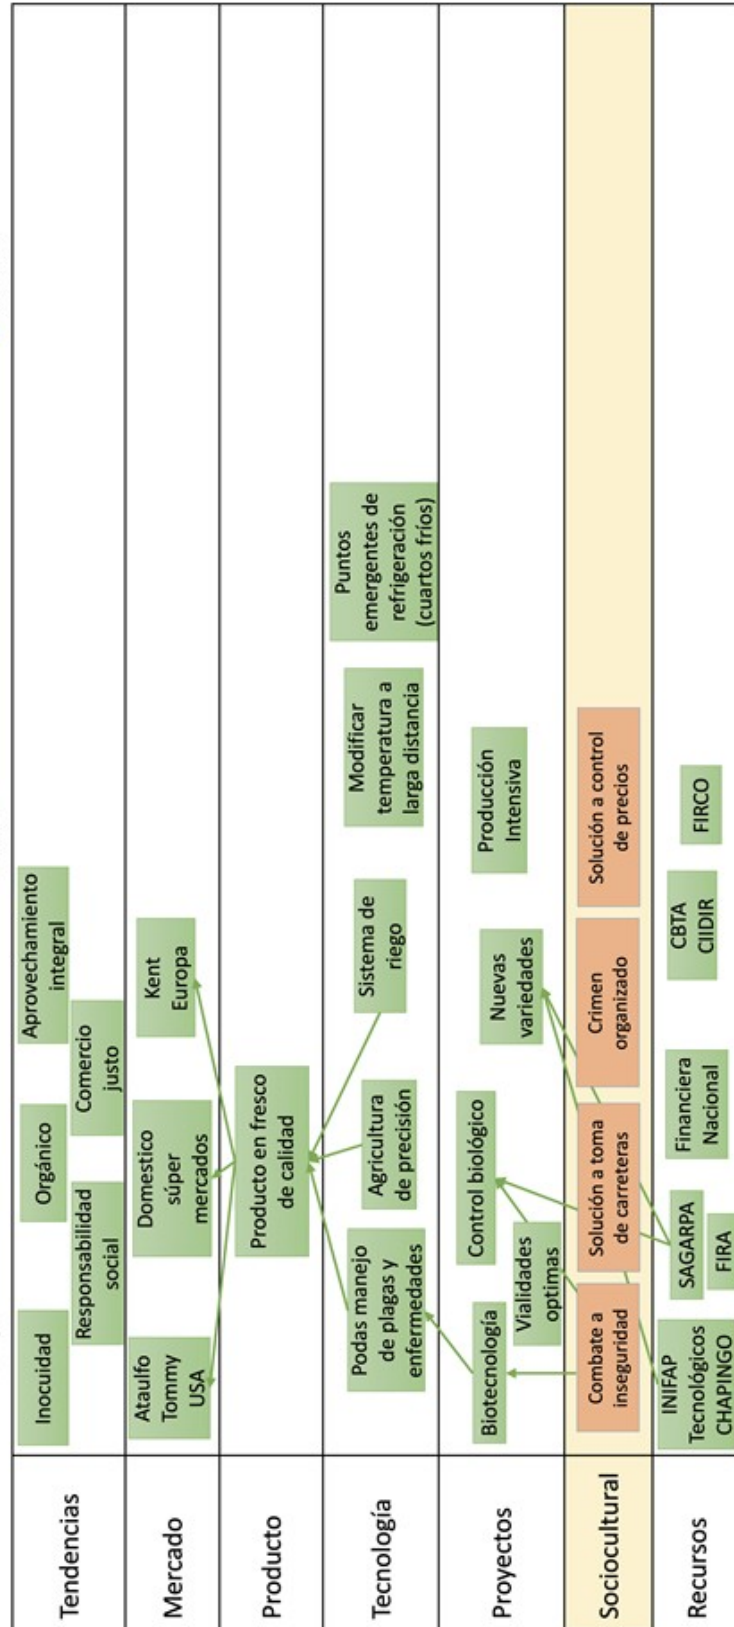 Tendencias
Inocuidad
Responsabilidad
social
Orgánico
Comercio
justo
Aprovechamiento
integral
Mercado
Ataulfo
Tommy
USA
Domestico
súper
mercados
Kent
Europa
Producto
Producto en fresco
de calidad
Tecnología
Podas manejo
de plagas y
enfermedades
Agricultura
de precisión
Sistema de
riego
Modificar
temperatura a
larga distancia
Puntos
emergentes de
refrigeración
(cuartos fríos)
Proyectos
Biotecnología
Vialidades
optimas
Control biológico
Nuevas
variedades
Producción
Intensiva
Sociocultural
Combate a
inseguridad
Solución a toma
de carreteras
Crimen
organizado
Solución a control
de precios
Recursos
INIFAP
Tecnológicos
CHAPINGO
SAGARPA
FIRA
Financiera
Nacional
CBTA
CIIDIR
FIRCO